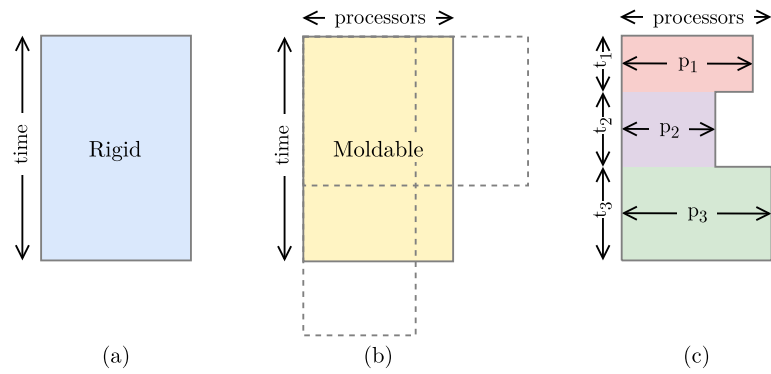 processors
processors
time
Rigid
time
Moldable
t1
p1
t2
p2
t3
p3
(a)
(b)
(c)